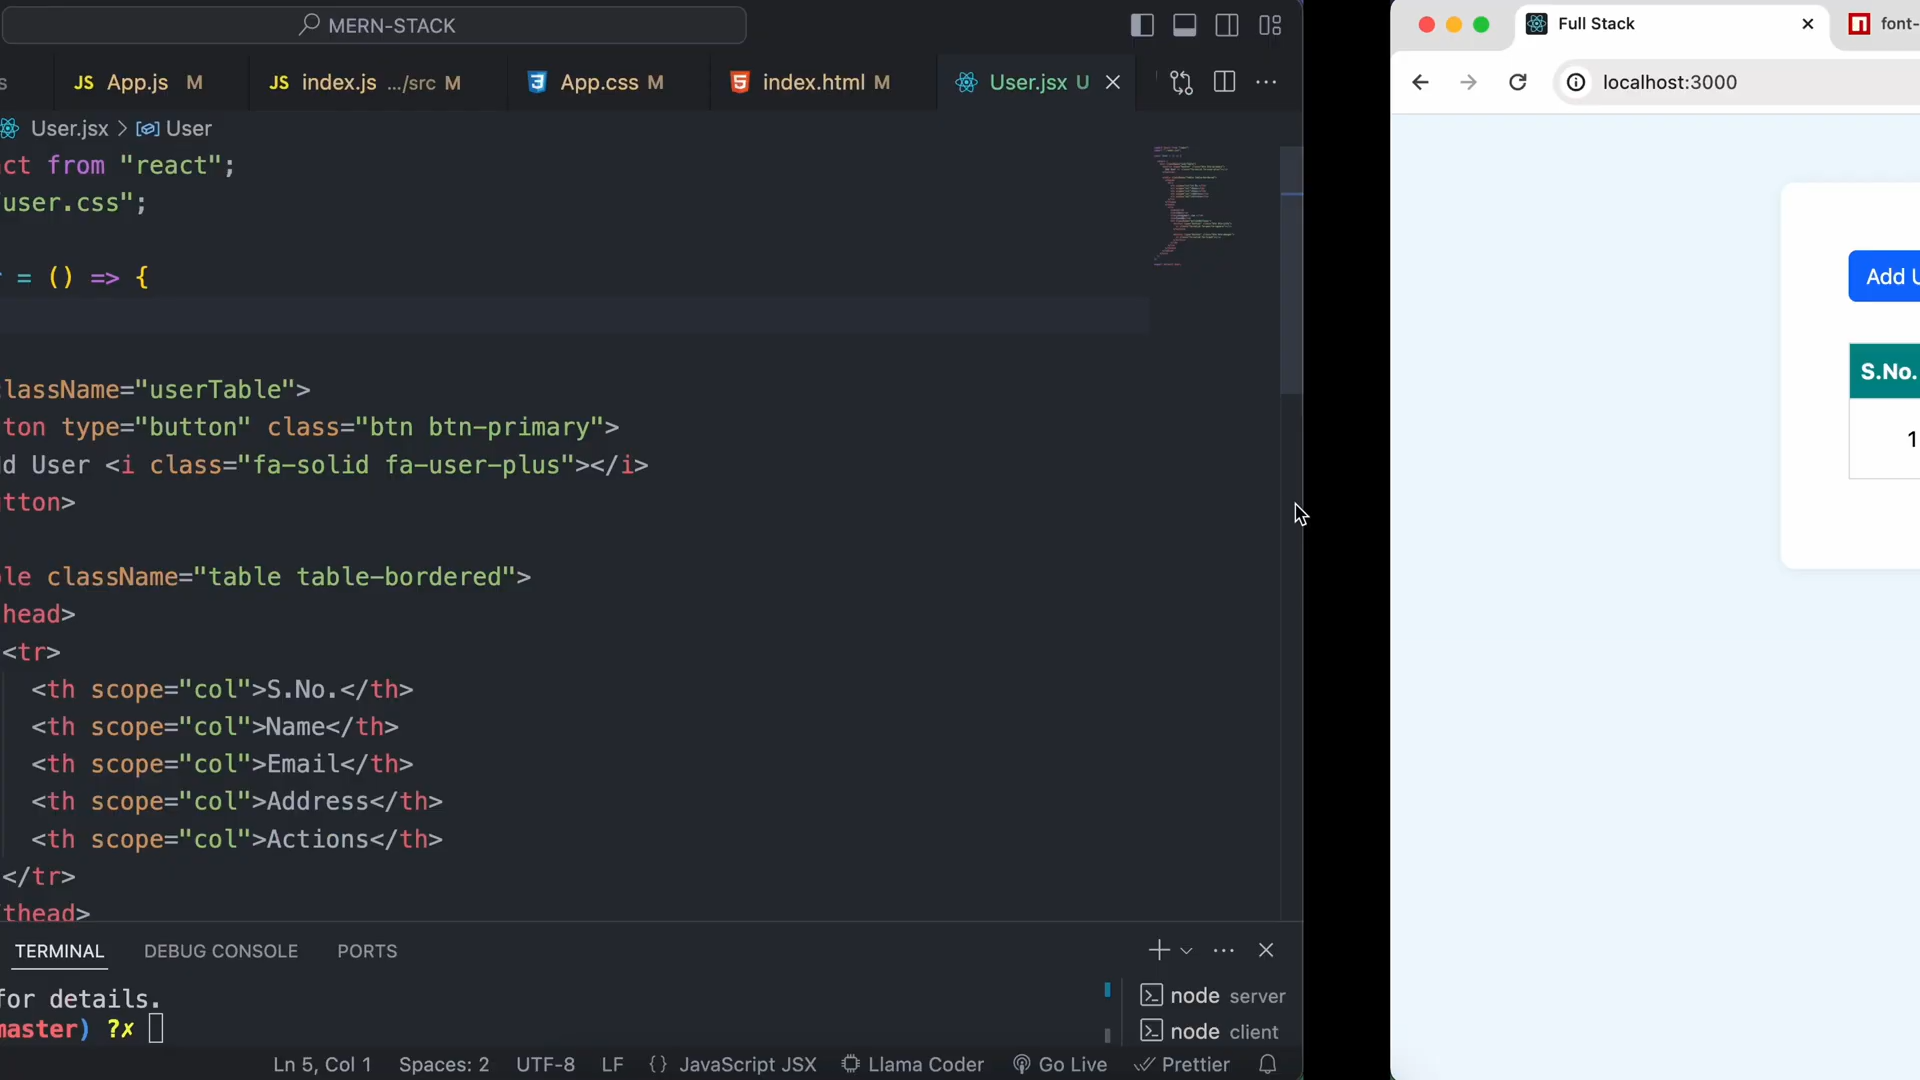 MERN-STACK
Full Stack
font-
s
JS App.js M
JS index.js .../src M
App.css M
index.html M
User.jsx U
localhost:3000
User.jsx > User
ct from "react";
user.css";
= () => {
className="userTable">
ton type="button" class="btn btn-primary">
d User <i class="fa-solid fa-user-plus"></i>
tton>
le className="table table-bordered">
head>
<tr>
<th scope="col">S.No.</th>
<th scope="col">Name</th>
<th scope="col">Email</th>
<th scope="col">Address</th>
<th scope="col">Actions</th>
</tr>
thead>
Add U
S.No.
1
TERMINAL
DEBUG CONSOLE
PORTS
for details.
master) ?✗
node server
node client
Ln 5, Col 1
Spaces: 2
UTF-8
LF
{} JavaScript JSX
Llama Coder
Go Live
Prettier